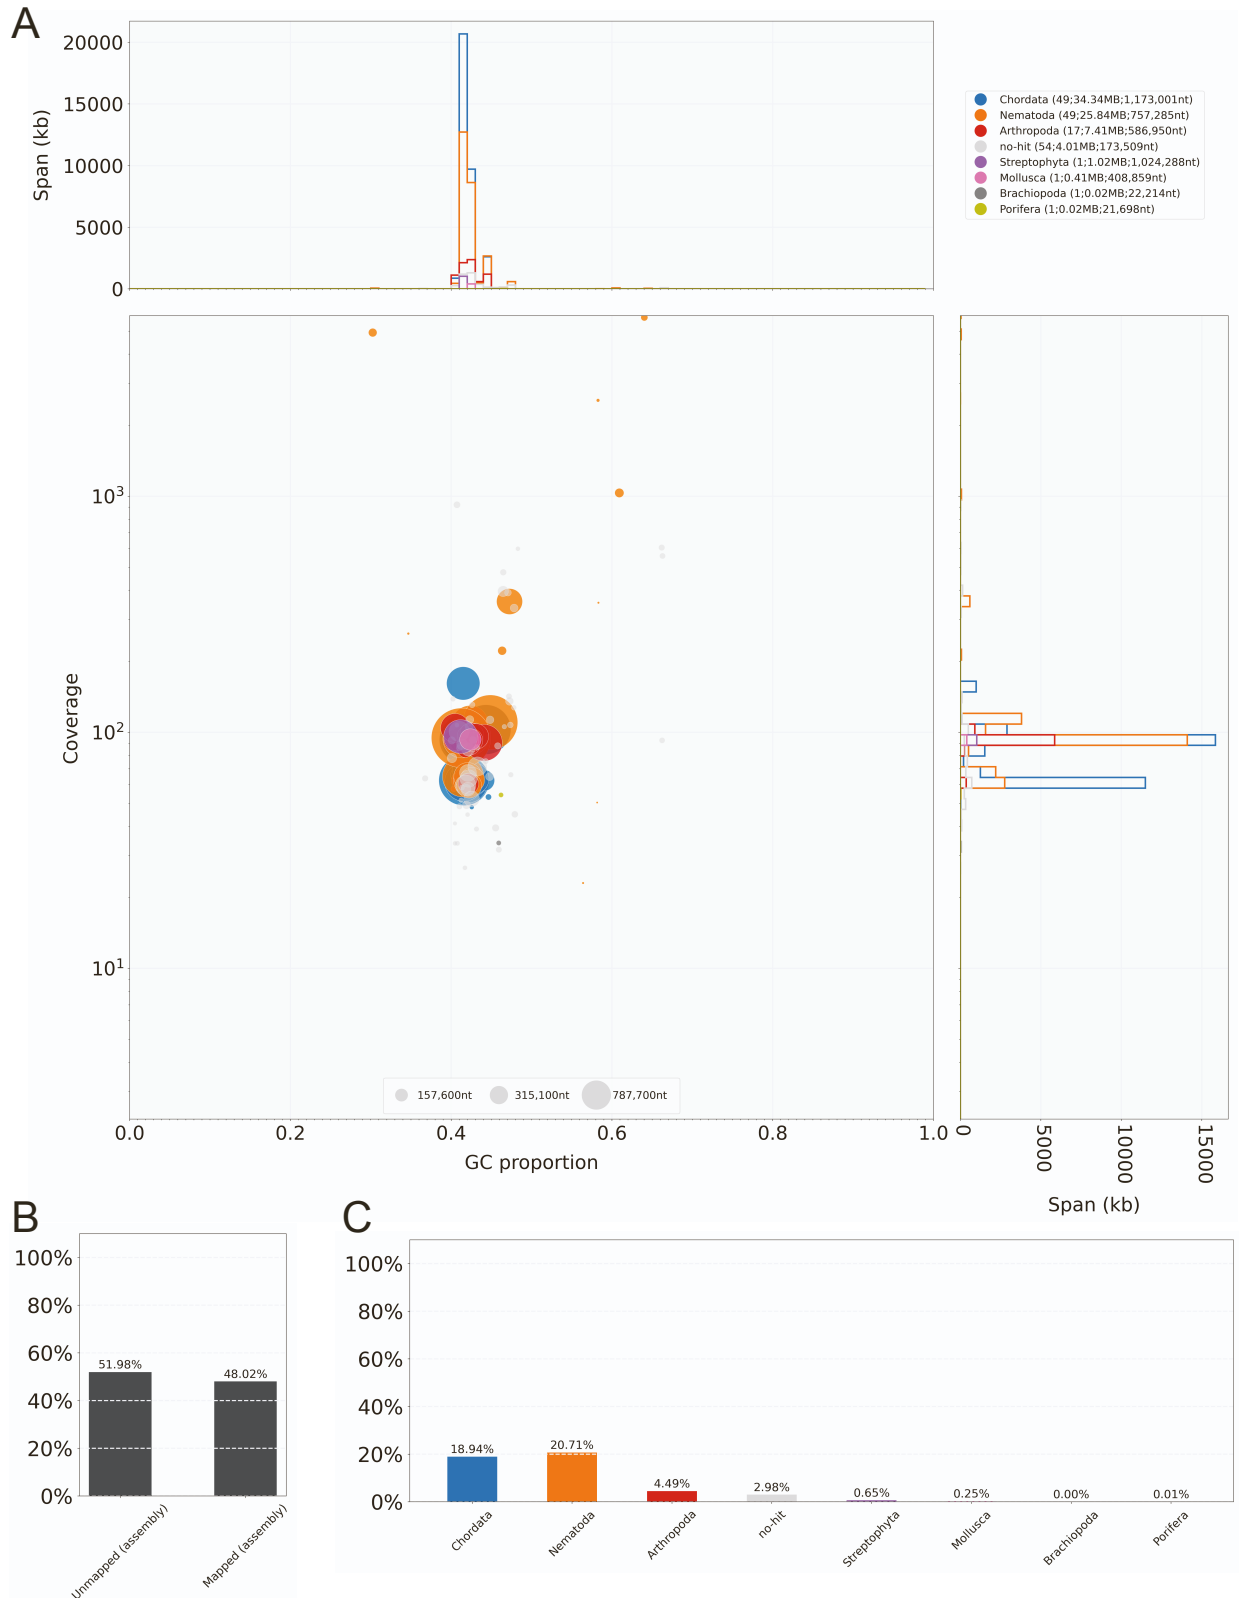 A
Span (kb)
20000
15000
10000
5000
0
Chordata (49;34.34MB;1,173,001nt)
Nematoda (49;25.84MB;757,285nt)
Arthropoda (17;7.41MB;586,950nt)
no-hit (54;4.01MB;173,509nt)
Streptophyta (1;1.02MB;1,024,288nt)
Mollusca (1;0.41MB;408,859nt)
Brachiopoda (1;0.02MB;22,214nt)
Porifera (1;0.02MB;21,698nt)
Coverage
10³
10²
10¹
157,600nt 315,100nt 787,700nt
0.0 0.2 0.4 0.6 0.8 1.0
GC proportion
0 5000 10000 15000
Span (kb)
B
100%
80%
60%
40%
20%
0%
51.98% 48.02%
Unmapped (assembly) Mapped (assembly)
C
100%
80%
60%
40%
20%
0%
18.94% 20.71% 4.49% 2.98% 0.65% 0.25% 0.00% 0.01%
Chordata Nematoda Arthropoda no-hit Streptophyta Mollusca Brachiopoda Porifera